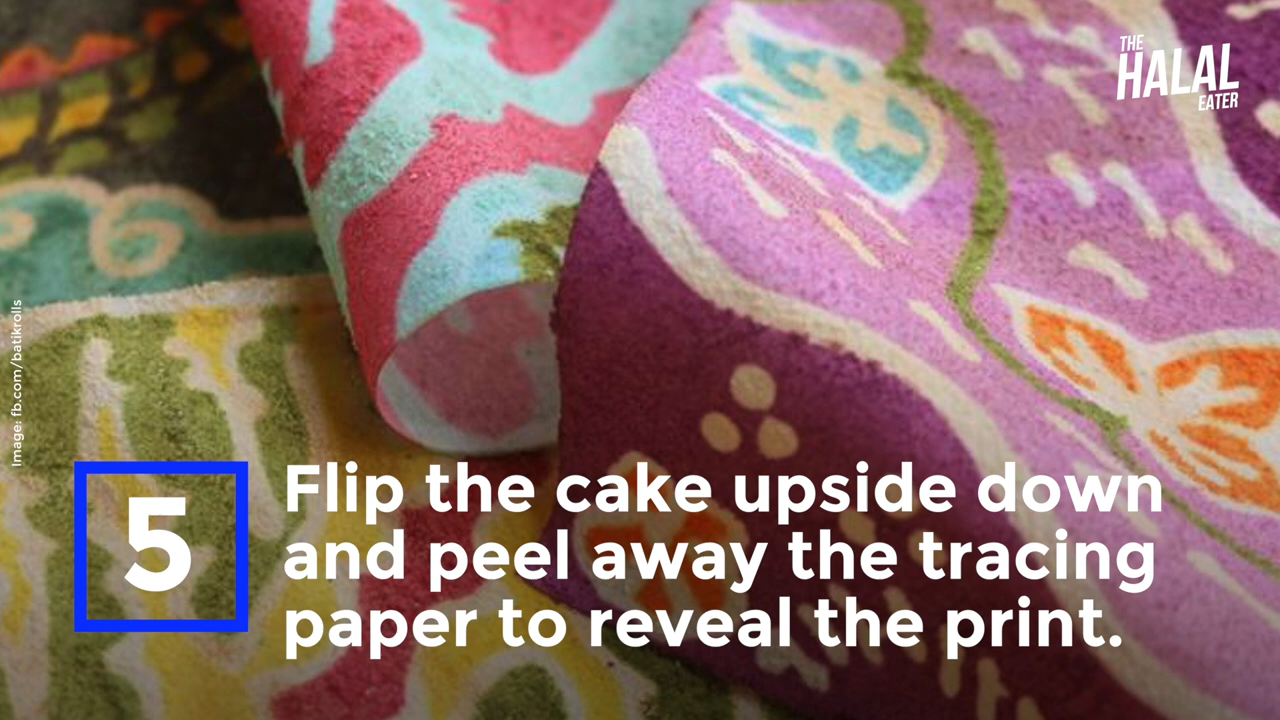 THE
HALAL
EATER
Image: fb.com/batikrolls
5
Flip the cake upside down
and peel away the tracing
paper to reveal the print.